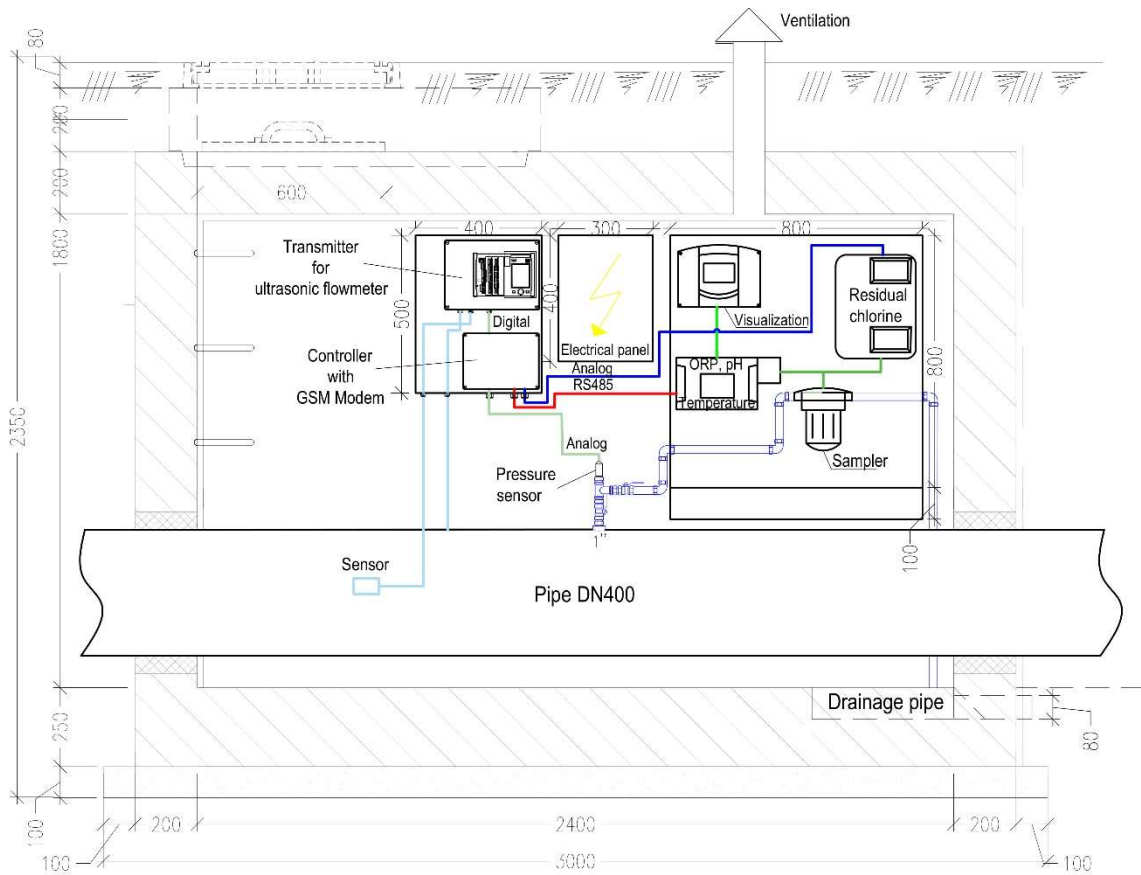 Ventilation
80
200
200
600
1800
400
300
800
Transmitter
for
ultrasonic flowmeter
Residual
chlorine
Visualization
500
400
Digital
Electrical panel
Controller
with
GSM Modem
Analog
RS485
ORP, pH
Temperature
800
2350
Analog
Sampler
Pressure
sensor
1"
100
Sensor
Pipe DN400
Drainage pipe
250
80
100
200
2400
200
100
3000
100